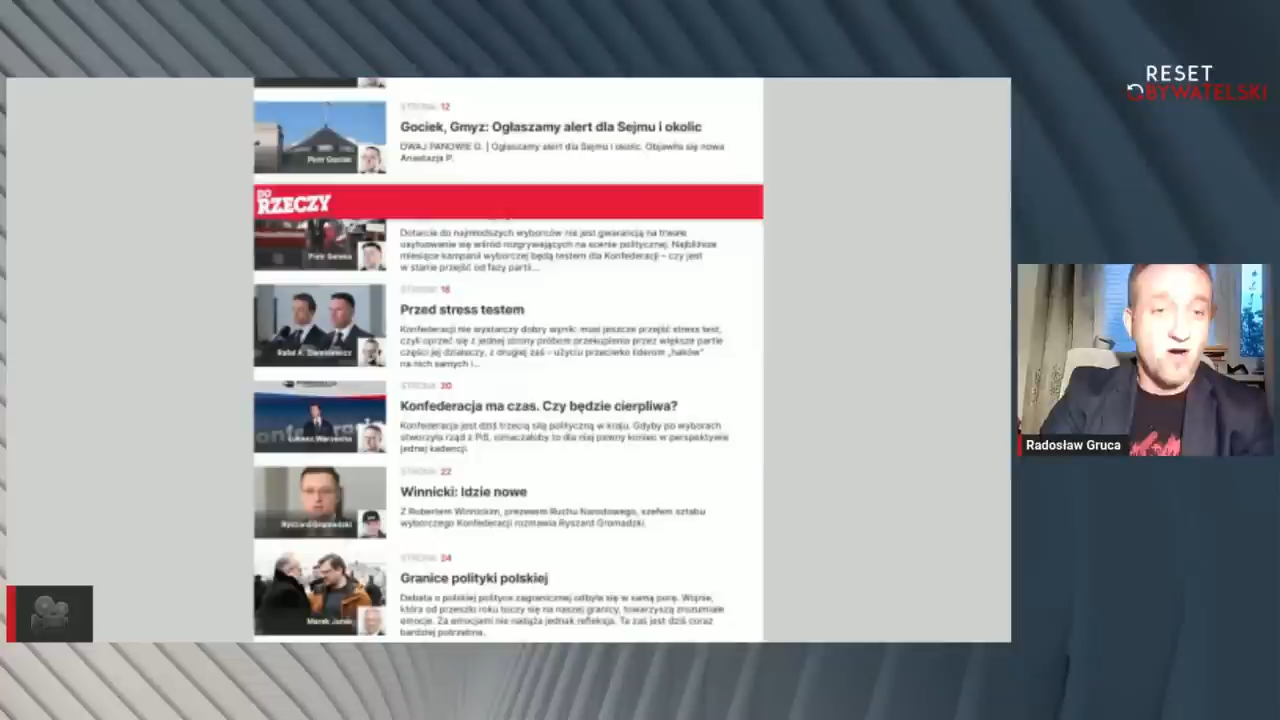 RESET
OBYWATELSKI
STRONA 12
Gociek, Gmyz: Ogłaszamy alert dla Sejmu i okolic
DWAJ PANOWIE G. | Ogłaszamy alert dla Sejmu i okolic. Objawiła się nowa
Anastazja P.
Piotr Gociek
DO
RZECZY
Dotarcie do najmłodszych wyborców nie jest gwarancją na trwałe
usytuowanie się wśród rozgrywających na scenie politycznej. Najbliższe
miesiące kampanii wyborczej będą testem dla Konfederacji – czy jest
w stanie przejść od fazy partii...
Piotr Semka
STRONA 18
Przed stress testem
Konfederacji nie wystarczy dobry wynik: musi jeszcze przejść stress test,
czyli oprzeć się z jednej strony próbom przekupienia przez większe partie
części jej działaczy, z drugiej zaś – użyciu przeciwko liderom „haków”
na nich samych i...
Rafał A. Ziemkiewicz
STRONA 20
Konfederacja ma czas. Czy będzie cierpliwa?
Konfederacja jest dziś trzecią siłą polityczną w kraju. Gdyby po wyborach
stworzyła rząd z PiS, oznaczałoby to dla niej pewny koniec w perspektywie
jednej kadencji.
Łukasz Warzecha
STRONA 22
Winnicki: Idzie nowe
Z Robertem Winnickim, prezesem Ruchu Narodowego, szefem sztabu
wyborczego Konfederacji rozmawia Ryszard Gromadzki.
Ryszard Gromadzki
STRONA 24
Granice polityki polskiej
Debata o polskiej polityce zagranicznej odbyła się w samą porę. Wojnie,
która od przeszło roku toczy się na naszej granicy, towarzyszą zrozumiałe
emocje. Za emocjami nie nadąża jednak refleksja. Ta zaś jest dziś coraz
bardziej potrzebna.
Marek Jurek
Radosław Gruca